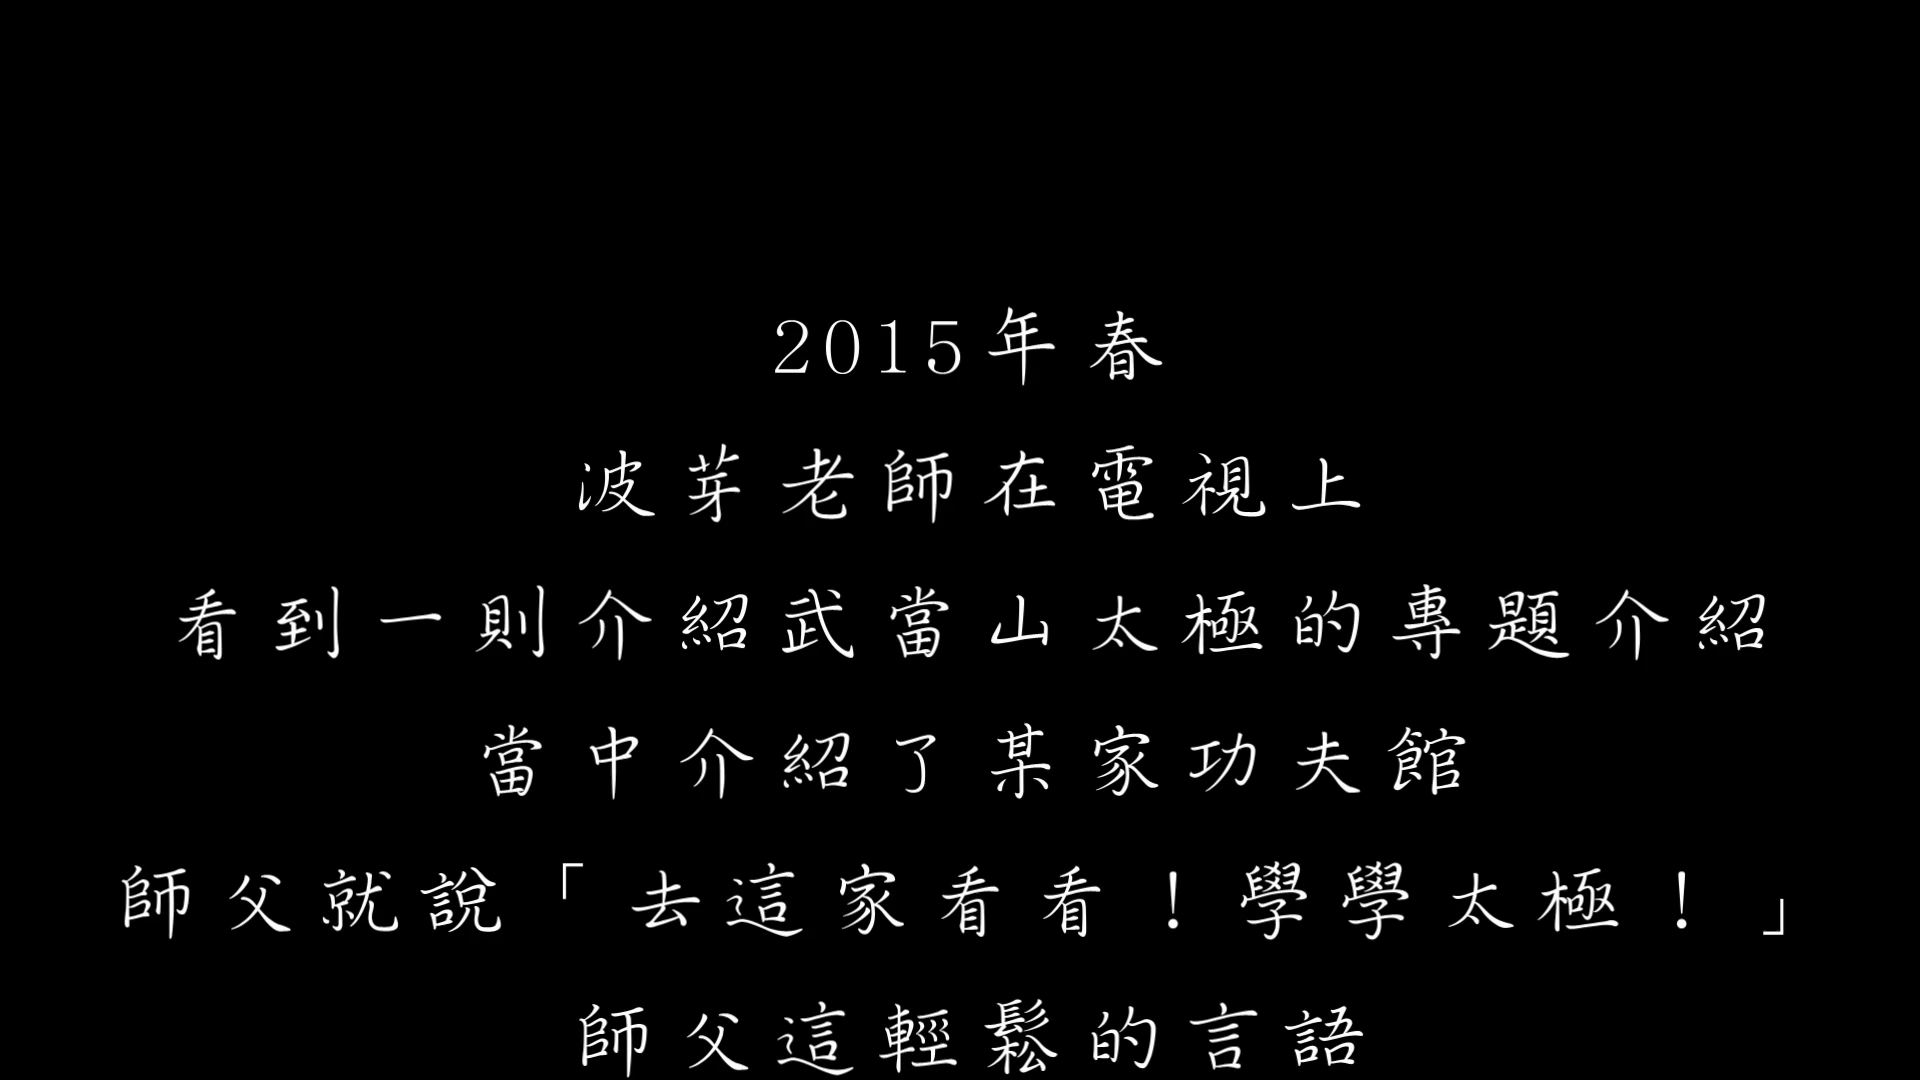 2015年春
波芽老師在電視上
看到一則介紹武當山太極的專題介紹
當中介紹了某家功夫館
師父就說「去這家看看！學學太極！」
師父這輕鬆的言語